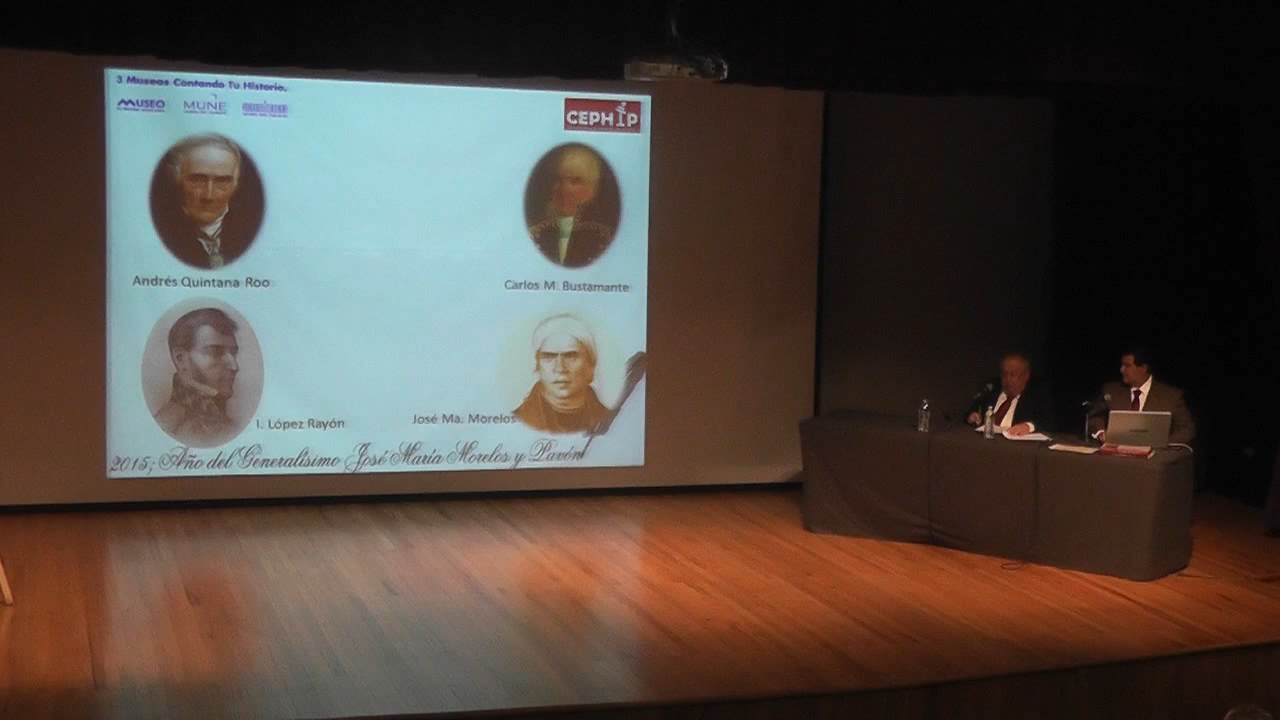 3 Museos Contando Tu Historia.
MUSEO
MUNE
CEPHIP
Andrés Quintana Roo
Carlos M. Bustamante
I. López Rayón
José Ma. Morelos
2015; Año del Generalísimo José María Morelos y Pavón